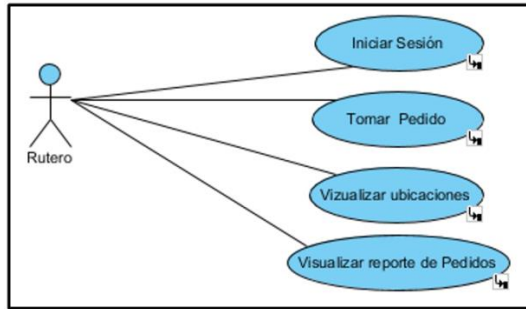 Iniciar Sesión
Tomar Pedido
Rutero
Vizualizar ubicaciones
Visualizar reporte de Pedidos